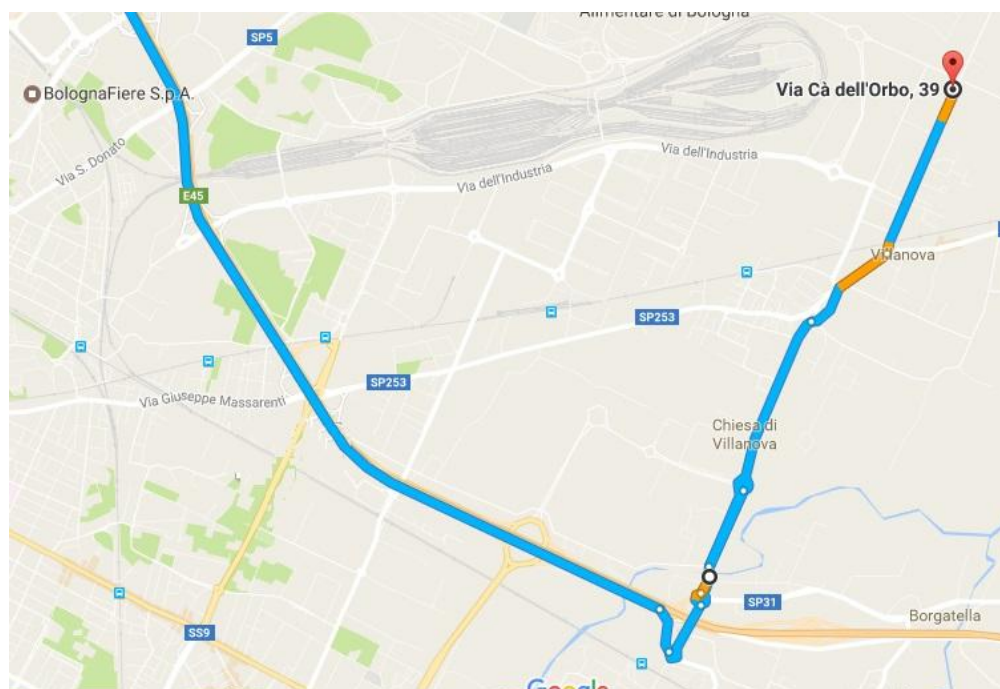 Alimentare di Bologna
SP5
BolognaFiere S.p.A.
Via Cà dell'Orbo, 39
Via S. Donato
Via dell'Industria
Via dell'Industria
E45
Villanova
SP253
SP253
Via Giuseppe Massarenti
Chiesa di
Villanova
SP31
Borgatella
SS9
Google